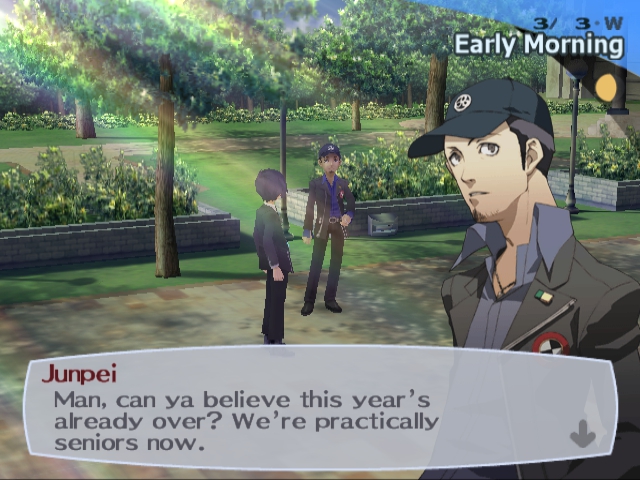 3/ 3・W
Early Morning
Junpei
Man, can ya believe this year's
already over? We're practically
seniors now.